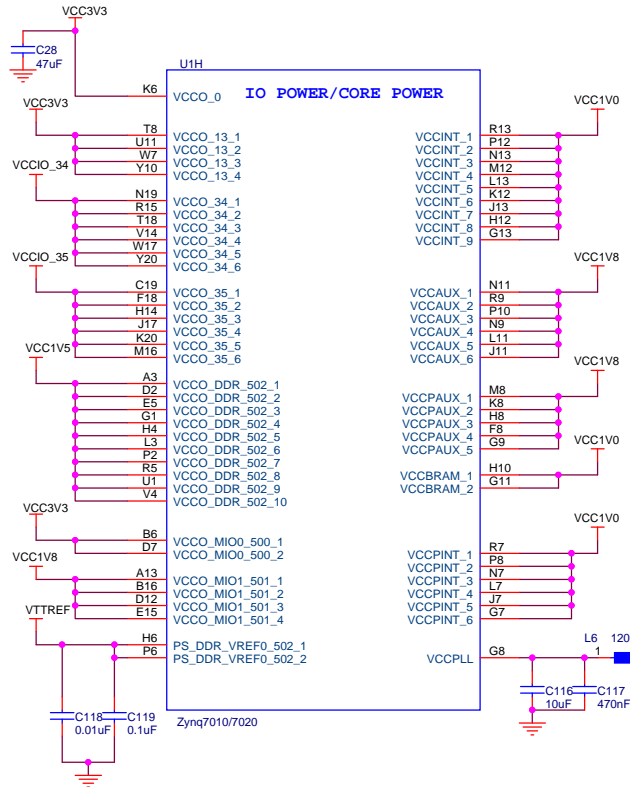 VCC3V3
C28
47uF
U1H
IO POWER/CORE POWER
K6 VCCO_0
VCC3V3
T8 VCCO_13_1
U11 VCCO_13_2
W7 VCCO_13_3
Y10 VCCO_13_4
VCCIO_34
N19 VCCO_34_1
R15 VCCO_34_2
T18 VCCO_34_3
V14 VCCO_34_4
W17 VCCO_34_5
Y20 VCCO_34_6
VCCIO_35
C19 VCCO_35_1
F18 VCCO_35_2
H14 VCCO_35_3
J17 VCCO_35_4
K20 VCCO_35_5
M16 VCCO_35_6
VCC1V5
A3 VCCO_DDR_502_1
D2 VCCO_DDR_502_2
E5 VCCO_DDR_502_3
G1 VCCO_DDR_502_4
H4 VCCO_DDR_502_5
L3 VCCO_DDR_502_6
P2 VCCO_DDR_502_7
R5 VCCO_DDR_502_8
U1 VCCO_DDR_502_9
V4 VCCO_DDR_502_10
VCC3V3
B6 VCCO_MIO0_500_1
D7 VCCO_MIO0_500_2
VCC1V8
A13 VCCO_MIO1_501_1
B16 VCCO_MIO1_501_2
D12 VCCO_MIO1_501_3
E15 VCCO_MIO1_501_4
VTTREF
H6 PS_DDR_VREF0_502_1
P6 PS_DDR_VREF0_502_2
C118
0.01uF
C119
0.1uF
Zynq7010/7020
VCC1V0
VCCINT_1 R13
VCCINT_2 P12
VCCINT_3 N13
VCCINT_4 M12
VCCINT_5 L13
VCCINT_6 K12
VCCINT_7 J13
VCCINT_8 H12
VCCINT_9 G13
VCC1V8
VCCAUX_1 N11
VCCAUX_2 R9
VCCAUX_3 P10
VCCAUX_4 N9
VCCAUX_5 L11
VCCAUX_6 J11
VCC1V8
VCCPAUX_1 M8
VCCPAUX_2 K8
VCCPAUX_3 H8
VCCPAUX_4 F8
VCCPAUX_5 G9
VCC1V0
VCCBRAM_1 H10
VCCBRAM_2 G11
VCC1V0
VCCPINT_1 R7
VCCPINT_2 P8
VCCPINT_3 N7
VCCPINT_4 L7
VCCPINT_5 J7
VCCPINT_6 G7
L6 120
VCCPLL G8 1
C116
10uF
C117
470nF